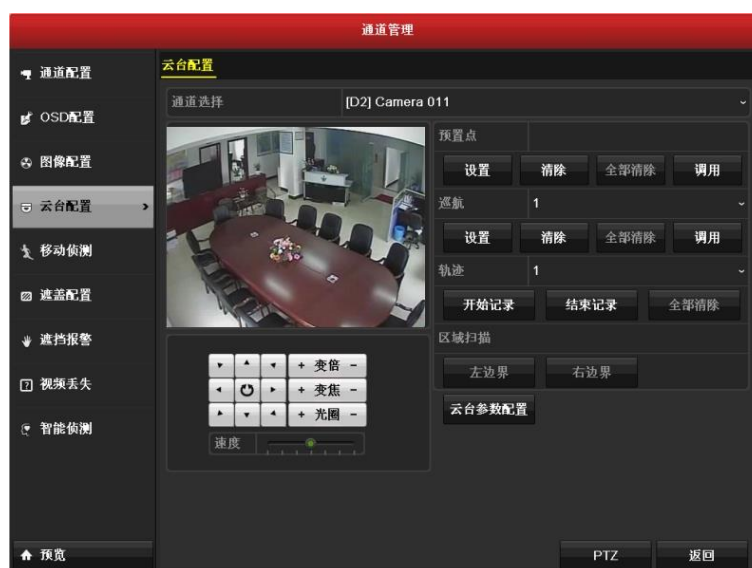 通道管理
通道配置
OSD配置
图像配置
云台配置
移动侦测
遮盖配置
遮挡报警
视频丢失
智能侦测
预览
云台配置
通道选择 [D2] Camera 011
预置点
设置 清除 全部清除 调用
巡航 1
设置 清除 全部清除 调用
轨迹 1
开始记录 结束记录 全部清除
区域扫描
左边界 右边界
云台参数配置
+ 变倍 -
+ 变焦 -
+ 光圈 -
速度
PTZ 返回